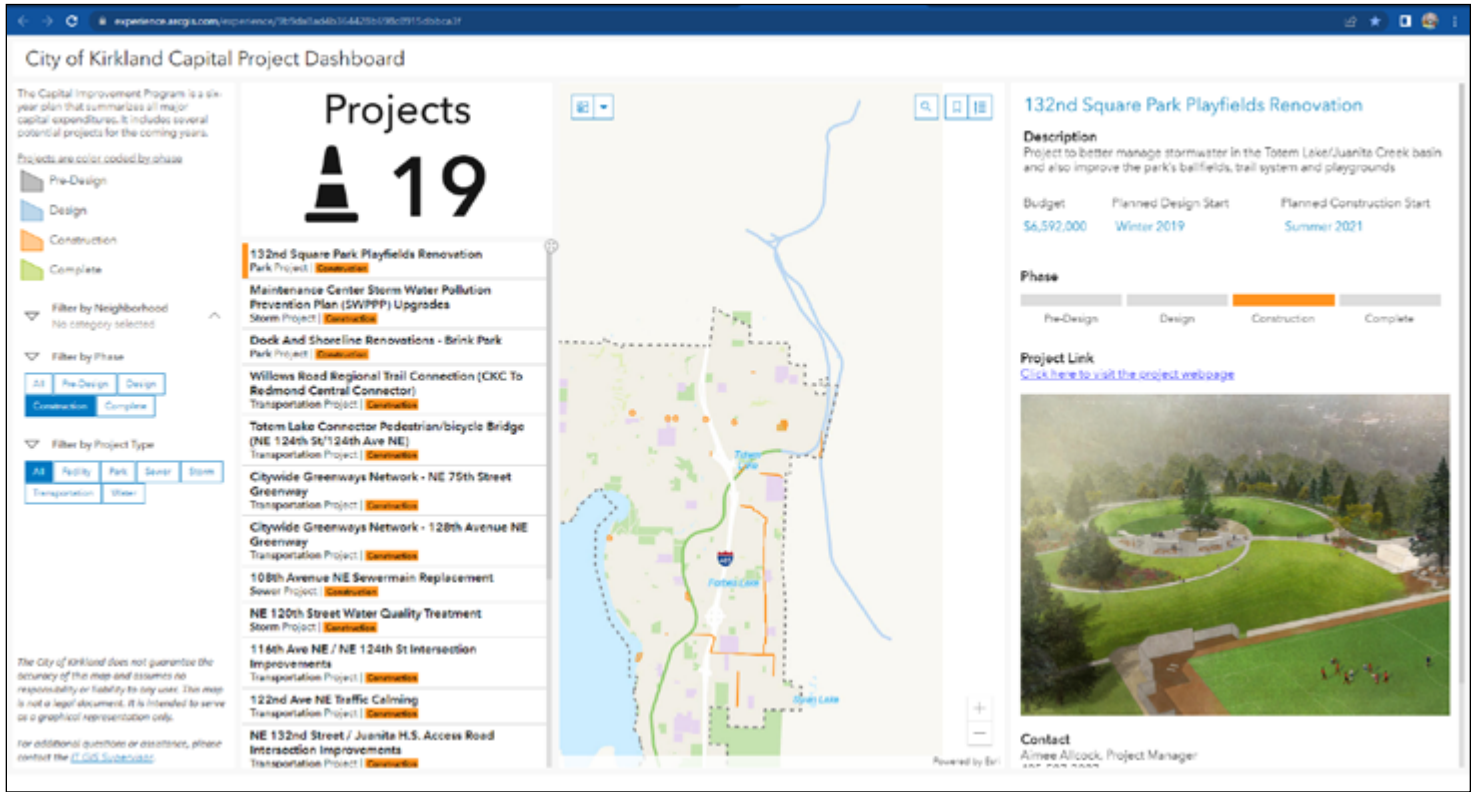 experience.arcgis.com/experience/
City of Kirkland Capital Project Dashboard
The Capital Improvement Program is a six-
year plan that summarizes all major
capital expenditures. It includes several
potential projects for the coming years.
Projects are color coded by phase
Pre-Design
Design
Construction
Complete
Filter by Neighborhood
No category selected
Filter by Phase
All Pre-Design Design
Construction Complete
Filter by Project Type
All Facility Park Sewer Storm
Transportation Water
The City of Kirkland does not guarantee the
accuracy of this map and assumes no
responsibility or liability to any user. This map
is not a legal document. It is intended to serve
as a graphical representation only.
For additional questions or assistance, please
contact the IT GIS Supervisor.
Projects
19
132nd Square Park Playfields Renovation
Park Project | Construction
Maintenance Center Storm Water Pollution
Prevention Plan (SWPPP) Upgrades
Storm Project | Construction
Dock And Shoreline Renovations - Brink Park
Park Project | Construction
Willows Road Regional Trail Connection (CKC To
Redmond Central Connector)
Transportation Project | Construction
Totem Lake Connector Pedestrian/bicycle Bridge
(NE 124th St/124th Ave NE)
Transportation Project | Construction
Citywide Greenways Network - NE 75th Street
Greenway
Transportation Project | Construction
Citywide Greenways Network - 128th Avenue NE
Greenway
Transportation Project | Construction
108th Avenue NE Sewermain Replacement
Sewer Project | Construction
NE 120th Street Water Quality Treatment
Storm Project | Construction
116th Ave NE / NE 124th St Intersection
Improvements
Transportation Project | Construction
122nd Ave NE Traffic Calming
Transportation Project | Construction
NE 132nd Street / Juanita H.S. Access Road
Intersection Improvements
Transportation Project | Construction
Totem
Lake
405
Forbes Lake
Lake
Powered by Esri
132nd Square Park Playfields Renovation
Description
Project to better manage stormwater in the Totem Lake/Juanita Creek basin
and also improve the park's ballfields, trail system and playgrounds
Budget Planned Design Start Planned Construction Start
$6,592,000 Winter 2019 Summer 2021
Phase
Pre-Design Design Construction Complete
Project Link
Click here to visit the project webpage
Contact
Aimee Allcock, Project Manager